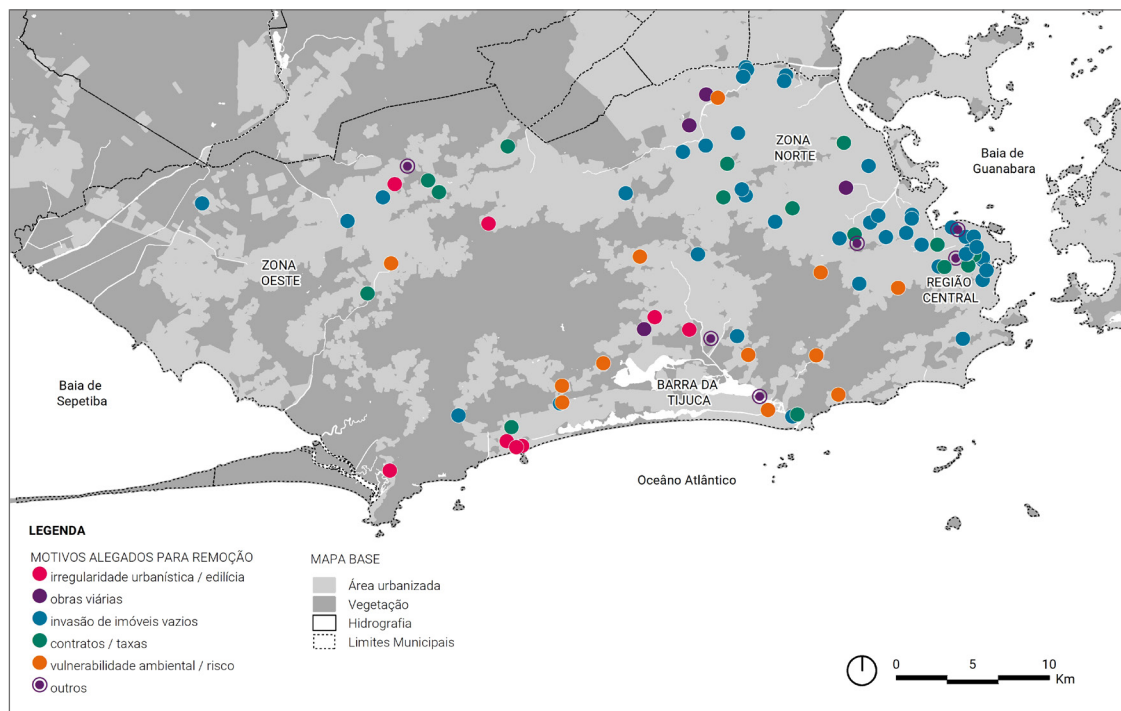 ZONA
NORTE
Baia de
Guanabara
ZONA
OESTE
REGIÃO
CENTRAL
Baia de
Sepetiba
BARRA DA
TIJUCA
Oceâno Atlântico
LEGENDA
MOTIVOS ALEGADOS PARA REMOÇÃO
irregularidade urbanística / edilícia
obras viárias
invasão de imóveis vazios
contratos / taxas
vulnerabilidade ambiental / risco
outros
MAPA BASE
Área urbanizada
Vegetação
Hidrografia
Limites Municipais
0 5 10
Km